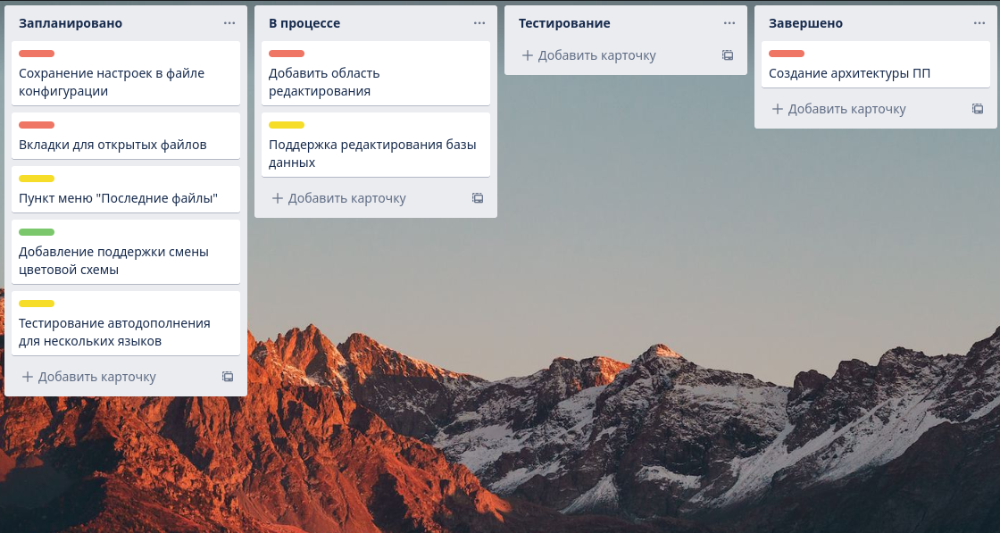 Запланировано
Сохранение настроек в файле
конфигурации
Вкладки для открытых файлов
Пункт меню "Последние файлы"
Добавление поддержки смены
цветовой схемы
Тестирование автодополнения
для нескольких языков
+ Добавить карточку
В процессе
Добавить область
редактирования
Поддержка редактирования базы
данных
+ Добавить карточку
Тестирование
+ Добавить карточку
Завершено
Создание архитектуры ПП
+ Добавить карточку